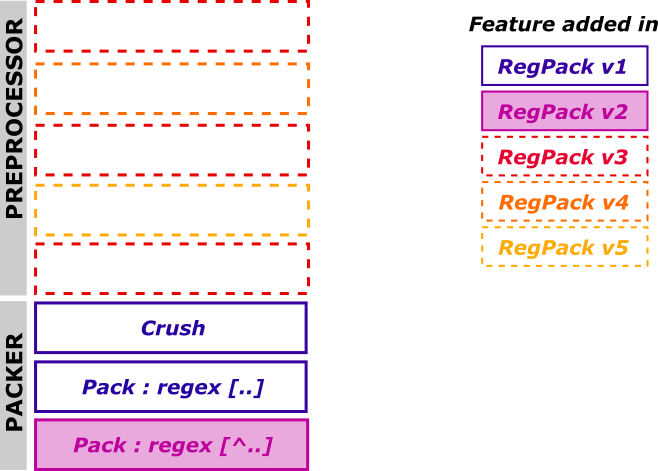 PREPROCESSOR
PACKER
Crush
Pack : regex [..]
Pack : regex [^..]
Feature added in
RegPack v1
RegPack v2
RegPack v3
RegPack v4
RegPack v5